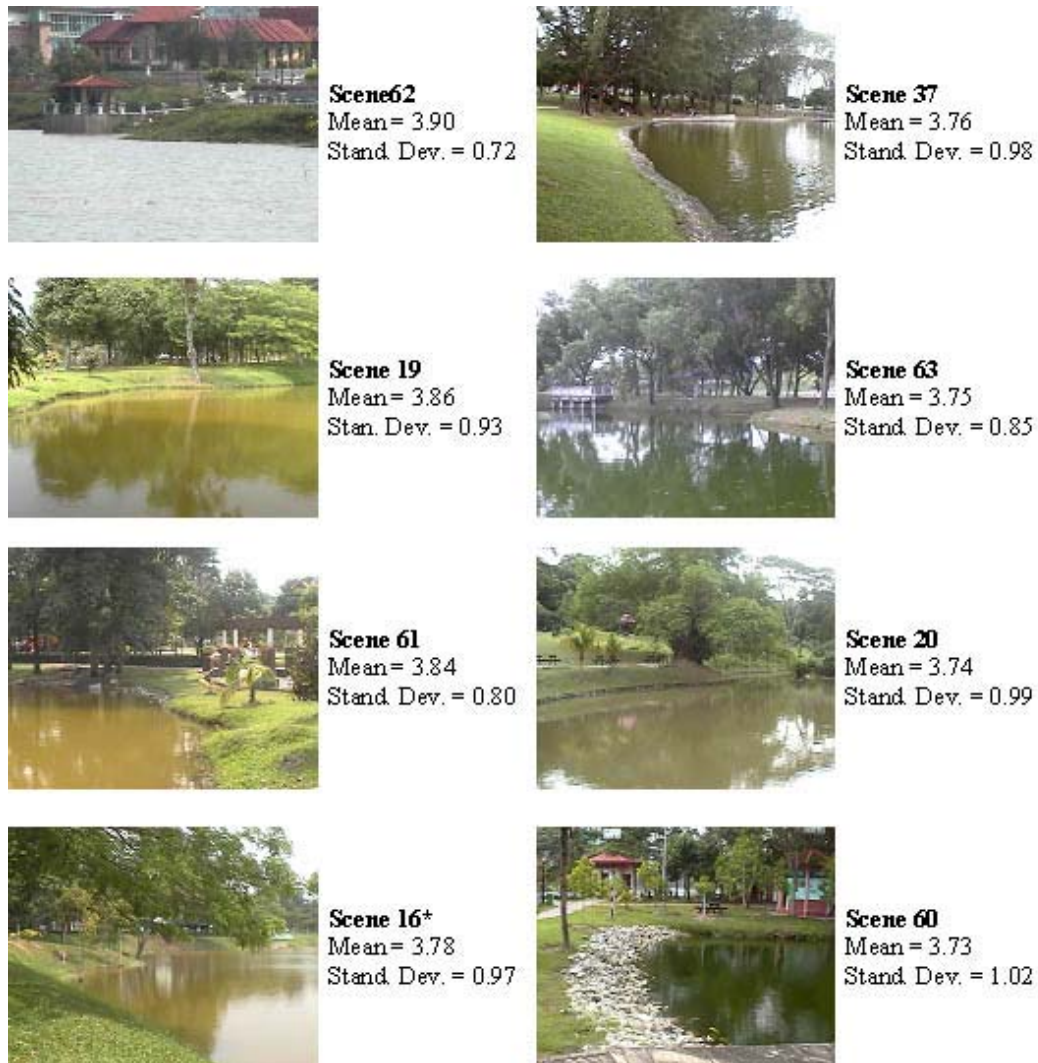 Scene62
Mean = 3.90
Stand. Dev. = 0.72
Scene 19
Mean = 3.86
Stan. Dev. = 0.93
Scene 61
Mean = 3.84
Stand. Dev. = 0.80
Scene 16*
Mean = 3.78
Stand. Dev. = 0.97
Scene 37
Mean = 3.76
Stand. Dev. = 0.98
Scene 63
Mean = 3.75
Stand. Dev. = 0.85
Scene 20
Mean = 3.74
Stand. Dev. = 0.99
Scene 60
Mean = 3.73
Stand. Dev. = 1.02